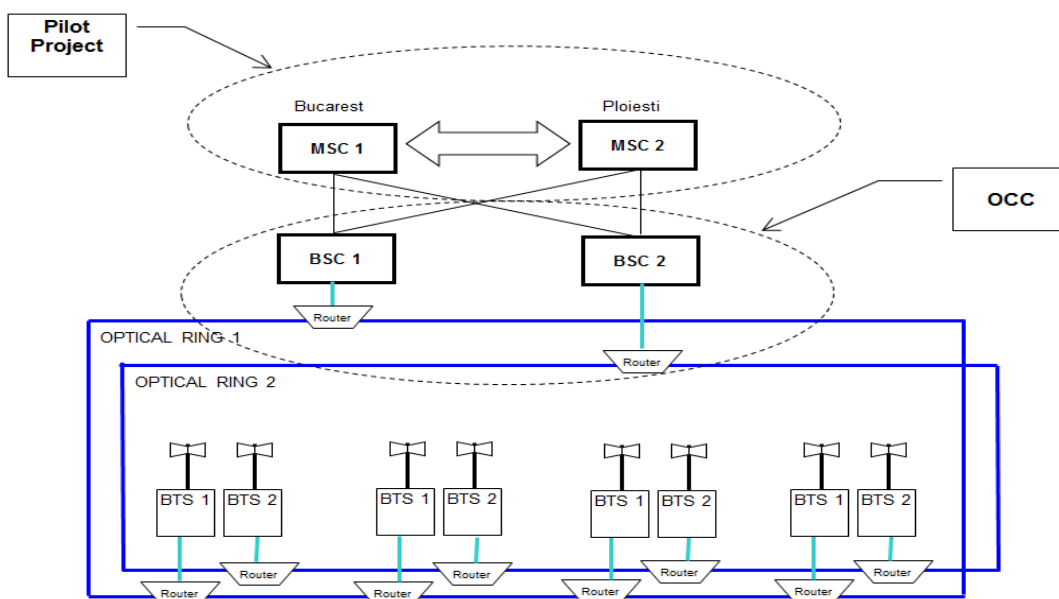 Pilot
Project
Bucarest
Ploiesti
MSC 1
MSC 2
OCC
BSC 1
BSC 2
Router
OPTICAL RING 1
Router
OPTICAL RING 2
BTS 1
BTS 2
BTS 1
BTS 2
BTS 1
BTS 2
BTS 1
BTS 2
Router
Router
Router
Router
Router
Router
Router
Router